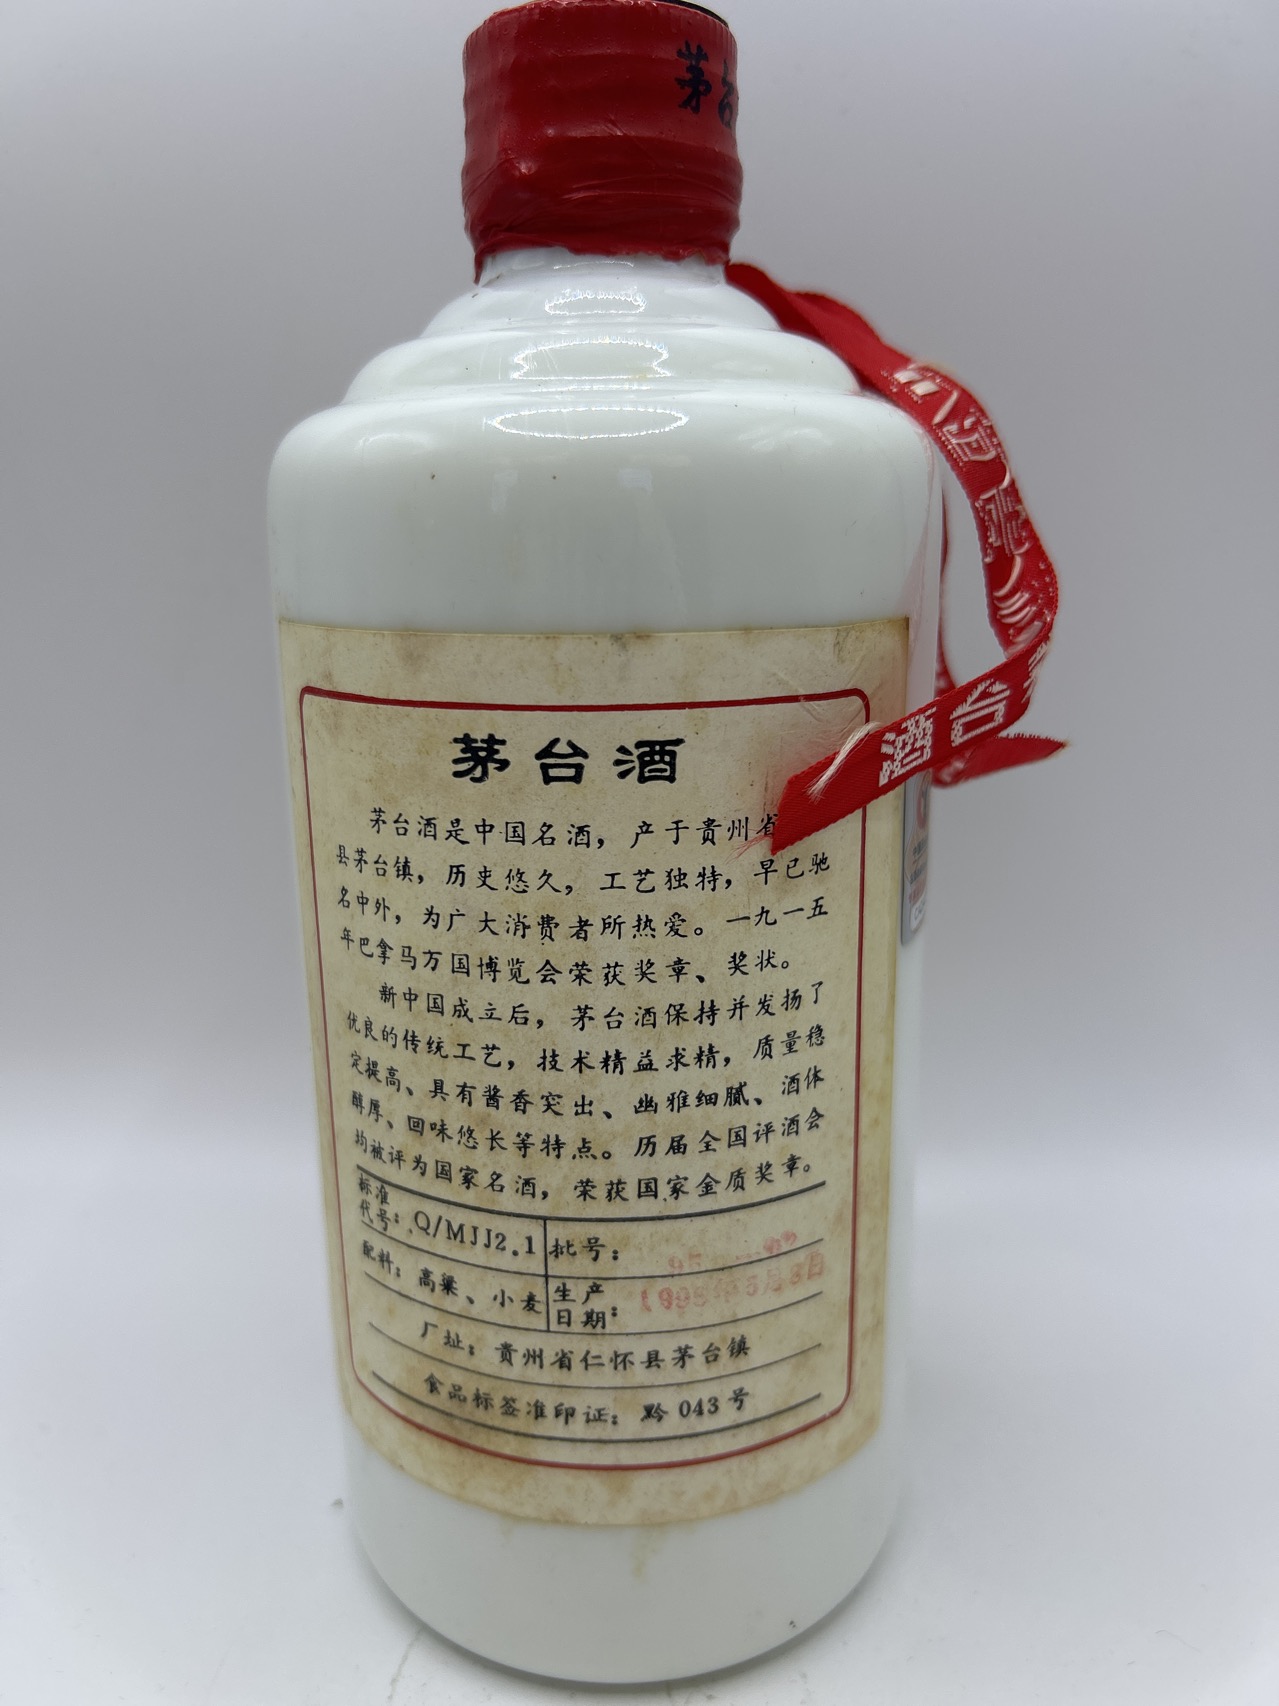 茅台
茅台酒
茅台酒是中国名酒，产于贵州省
县茅台镇，历史悠久，工艺独特，早已驰
名中外，为广大消费者所热爱。一九一五
年巴拿马万国博览会荣获奖章、奖状。
新中国成立后，茅台酒保持并发扬了
优良的传统工艺，技术精益求精，质量稳
定提高、具有酱香突出、幽雅细腻、酒体
醇厚、回味悠长等特点。历届全国评酒会
均被评为国家名酒，荣获国家金质奖章。
标准代号：Q/MJJ2.1 批号：
配料：高粱、小麦 生产日期：
厂址：贵州省仁怀县茅台镇
食品标签准印证：黔 043 号